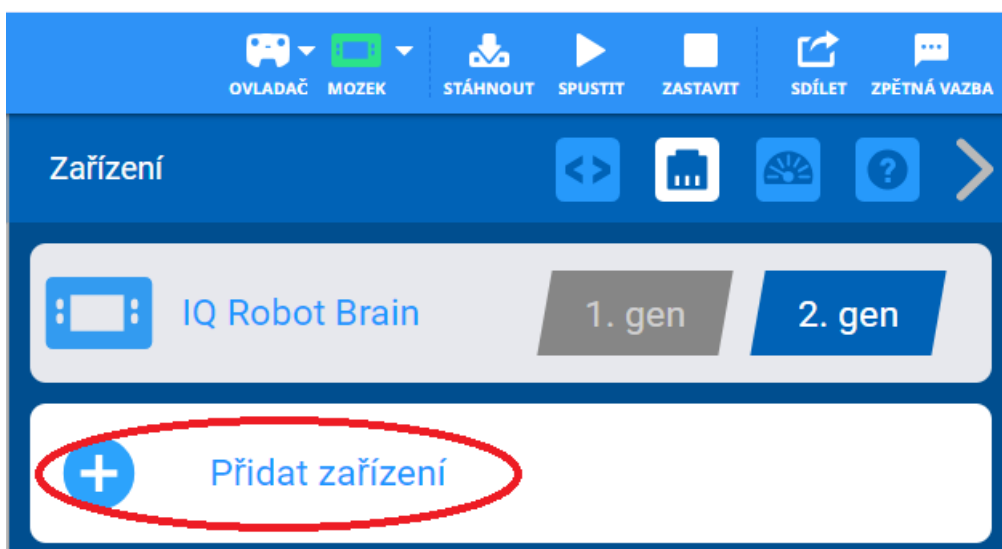 OVLADAČ MOZEK STÁHNOUT SPUSTIT ZASTAVIT SDÍLET ZPĚTNÁ VAZBA
Zařízení
IQ Robot Brain 1. gen 2. gen
Přidat zařízení